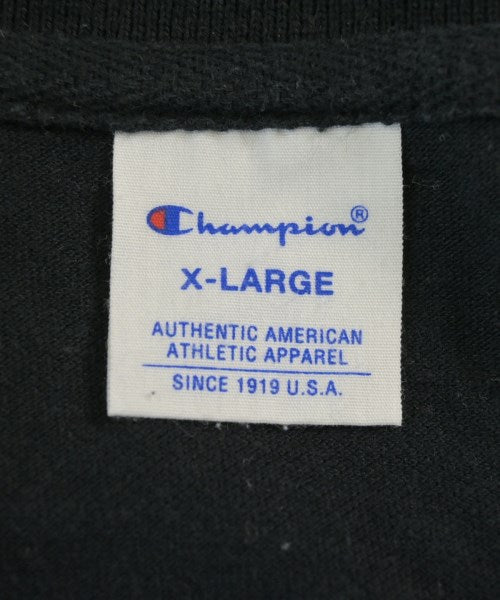 Champion®
X-LARGE
AUTHENTIC AMERICAN
ATHLETIC APPAREL
SINCE 1919 U.S.A.